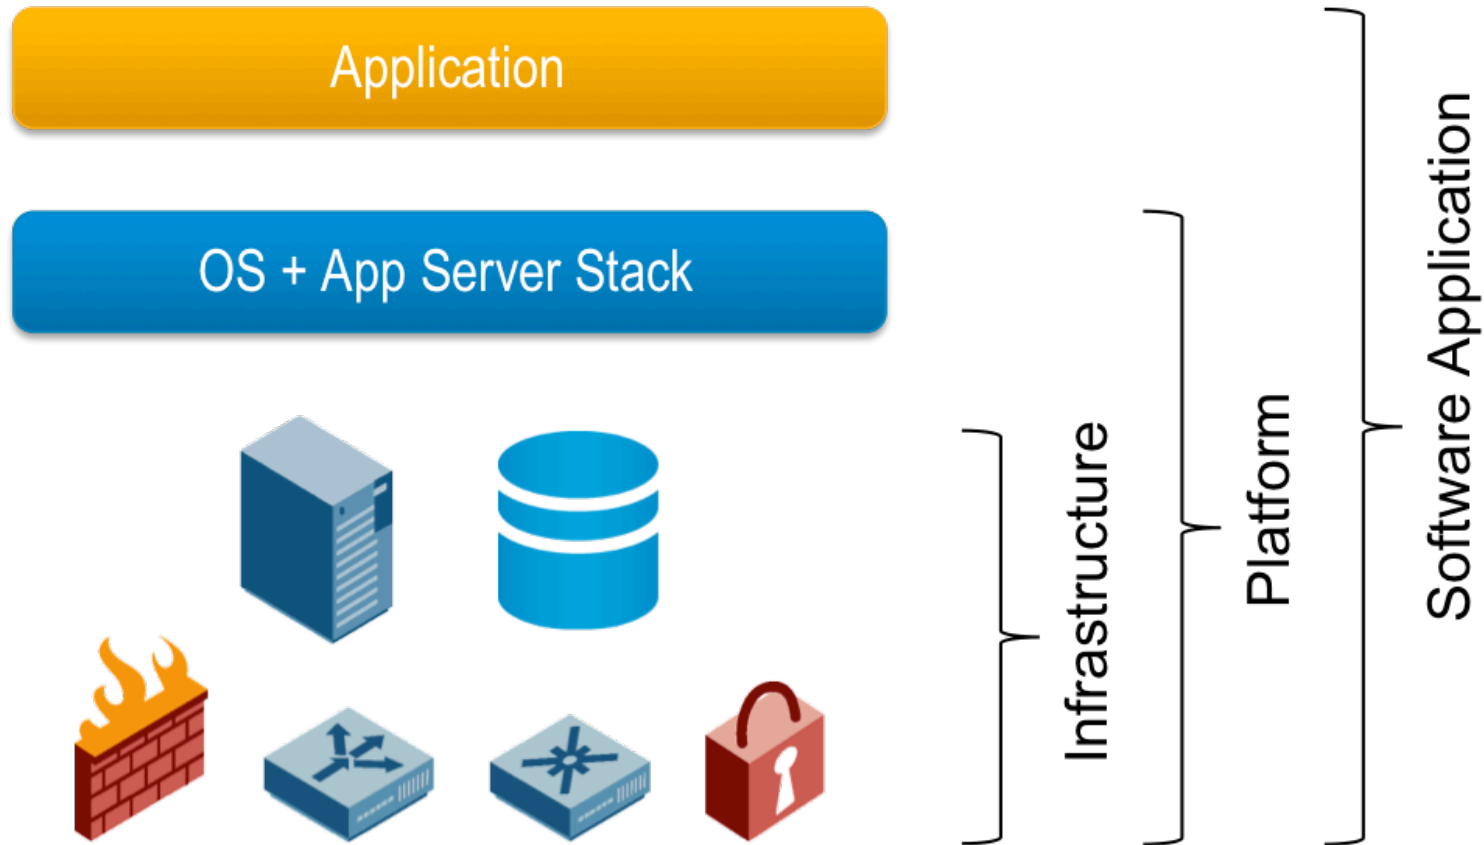 Application
OS + App Server Stack
Infrastructure
Platform
Software Application